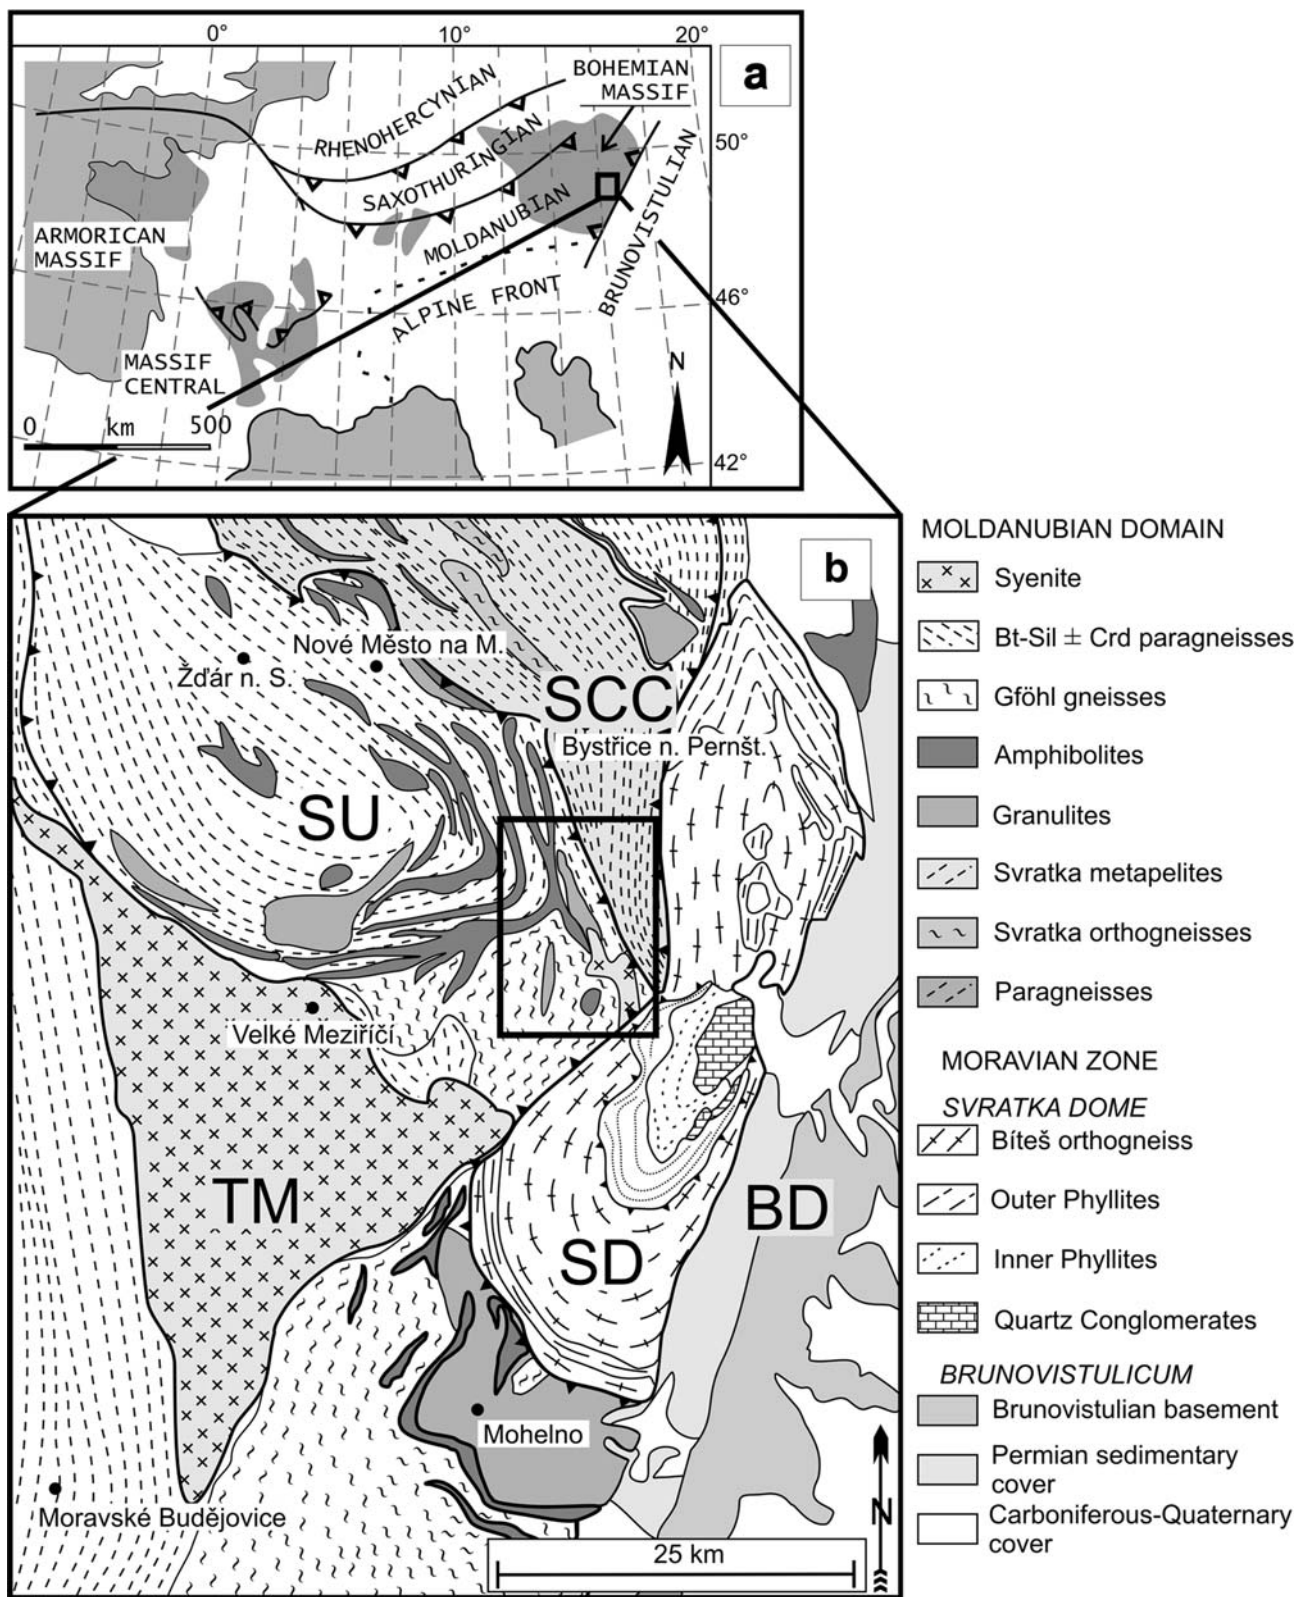 0°
10°
20°
a
BOHEMIAN
MASSIF
RHENOHERCYNIAN
SAXOTHURINGIAN
50°
MOLDANUBIAN
BRUNOVISTULIAN
ARMORICAN
MASSIF
ALPINE FRONT
46°
MASSIF
CENTRAL
N
0 km 500
42°
b
Nové Město na M.
Žďár n. S.
SCC
Bystřice n. Pernšt.
SU
Velké Meziříčí
TM
BD
SD
Mohelno
Moravské Budějovice
N
25 km
MOLDANUBIAN DOMAIN
Syenite
Bt-Sil ± Crd paragneisses
Gföhl gneisses
Amphibolites
Granulites
Svratka metapelites
Svratka orthogneisses
Paragneisses
MORAVIAN ZONE
SVRATKA DOME
Bíteš orthogneiss
Outer Phyllites
Inner Phyllites
Quartz Conglomerates
BRUNOVISTULICUM
Brunovistulian basement
Permian sedimentary
cover
Carboniferous-Quaternary
cover